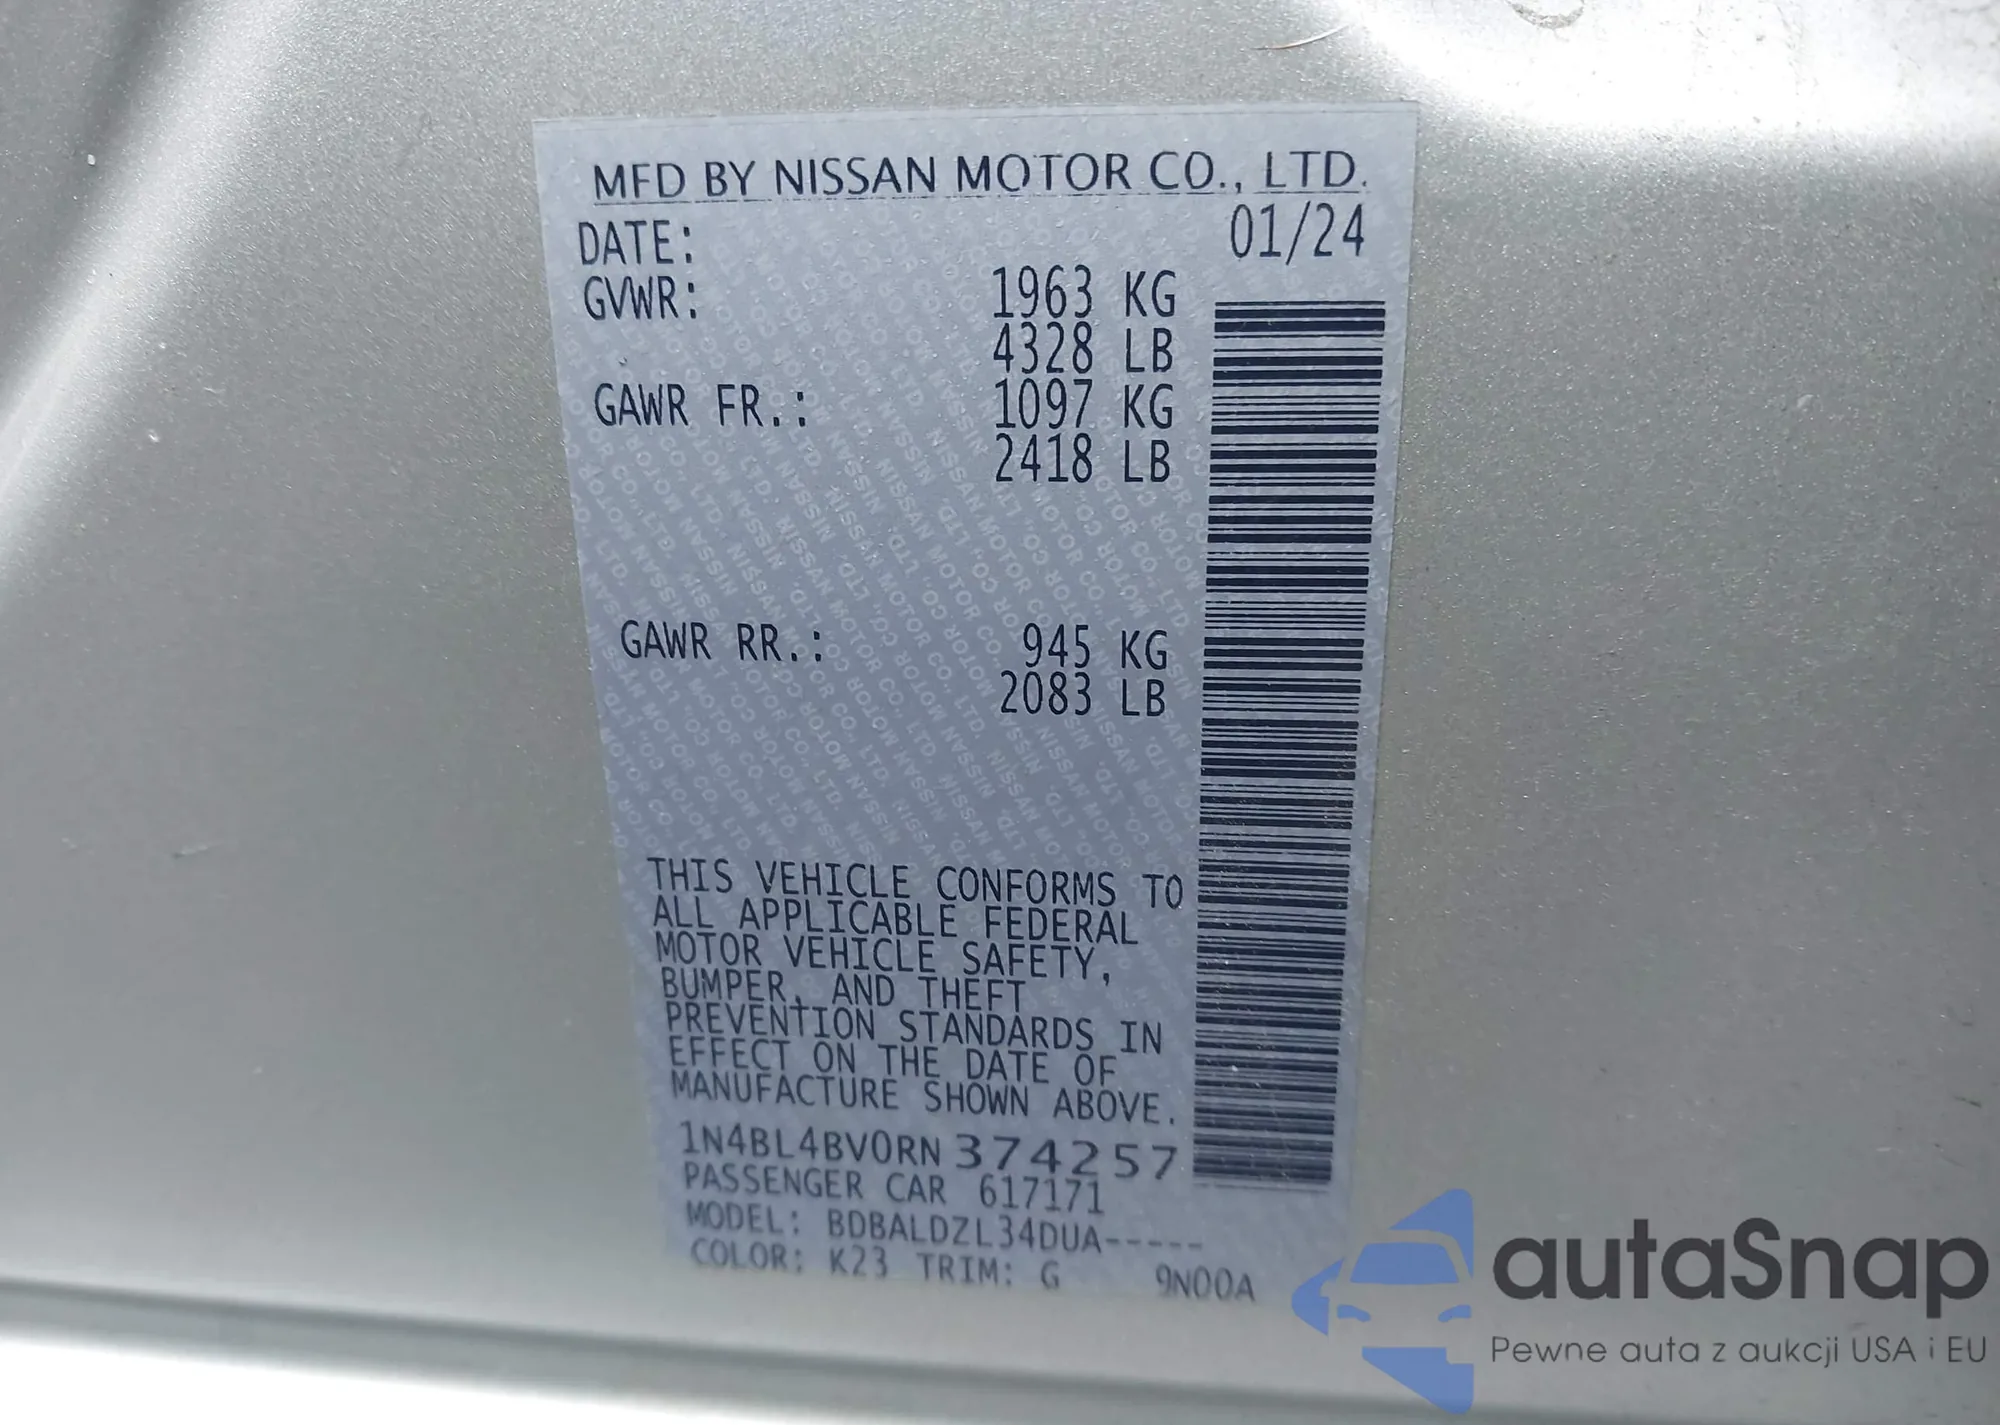 MFD BY NISSAN MOTOR CO., LTD.
DATE: 01/24
GVWR: 1963 KG
4328 LB
GAWR FR.: 1097 KG
2418 LB
GAWR RR.: 945 KG
2083 LB
THIS VEHICLE CONFORMS TO
ALL APPLICABLE FEDERAL
MOTOR VEHICLE SAFETY,
BUMPER, AND THEFT
PREVENTION STANDARDS IN
EFFECT ON THE DATE OF
MANUFACTURE SHOWN ABOVE.
1N4BL4BV0RN374257
PASSENGER CAR 617171
MODEL: BDBALDZL34DUA-----
COLOR: K23 TRIM: G 9N00A
autaSnap
Pewne auta z aukcji USA i EU